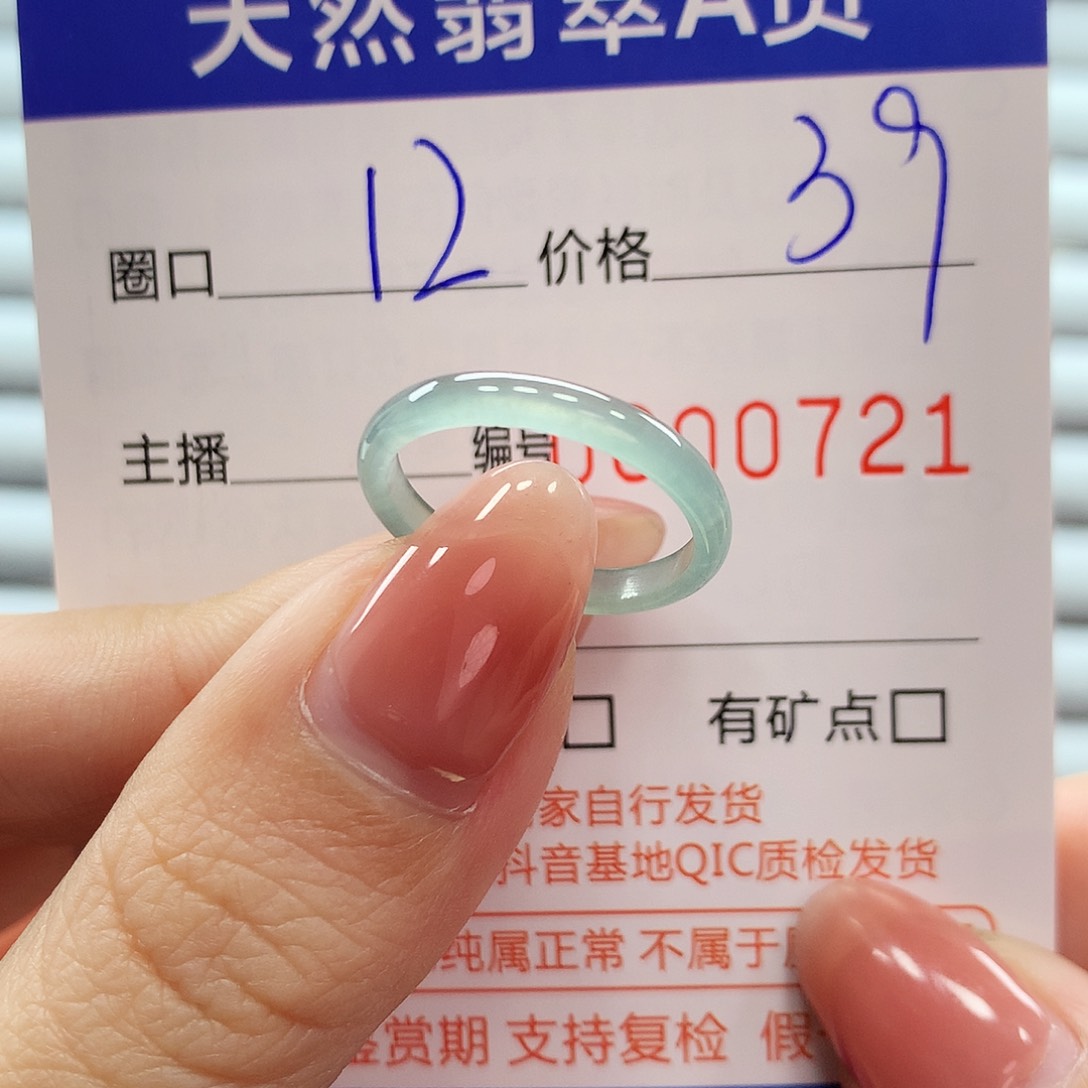 天然翡翠A货
圈口 12 价格 39
主播 编号 0000721
有矿点
家自行发货
抖音基地QIC质检发货
纯属正常 不属于
鉴赏期 支持复检 假